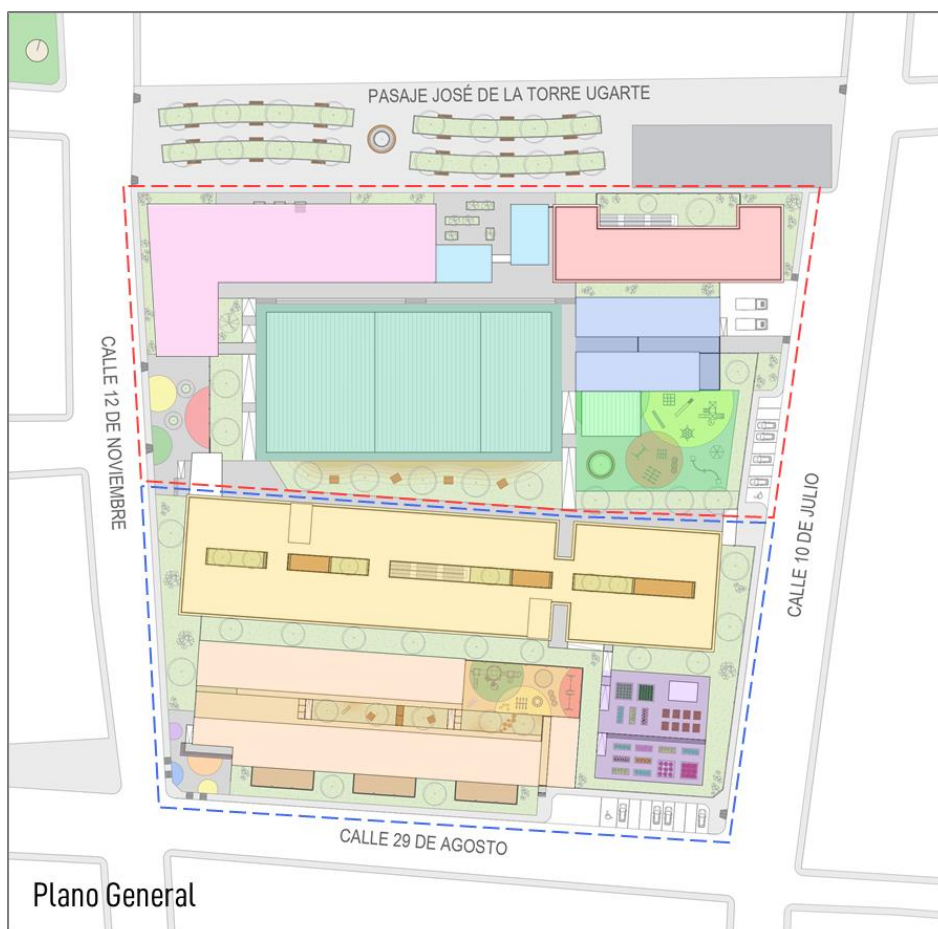 PASAJE JOSÉ DE LA TORRE UGARTE
CALLE 12 DE NOVIEMBRE
CALLE 10 DE JULIO
CALLE 29 DE AGOSTO
Plano General